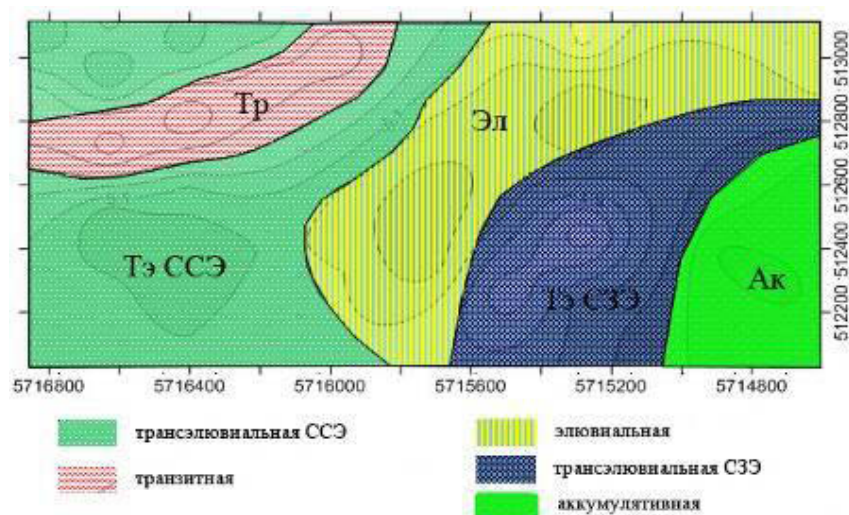 Тр
Эл
Тэ ССЭ
Тэ СЗЭ
Ак
513000
512800
512600
512400
512200
5716800 5716400 5716000 5715600 5715200 5714800
трансэлювиальная ССЭ
транзитная
элювиальная
трансэлювиальная СЗЭ
аккумулятивная